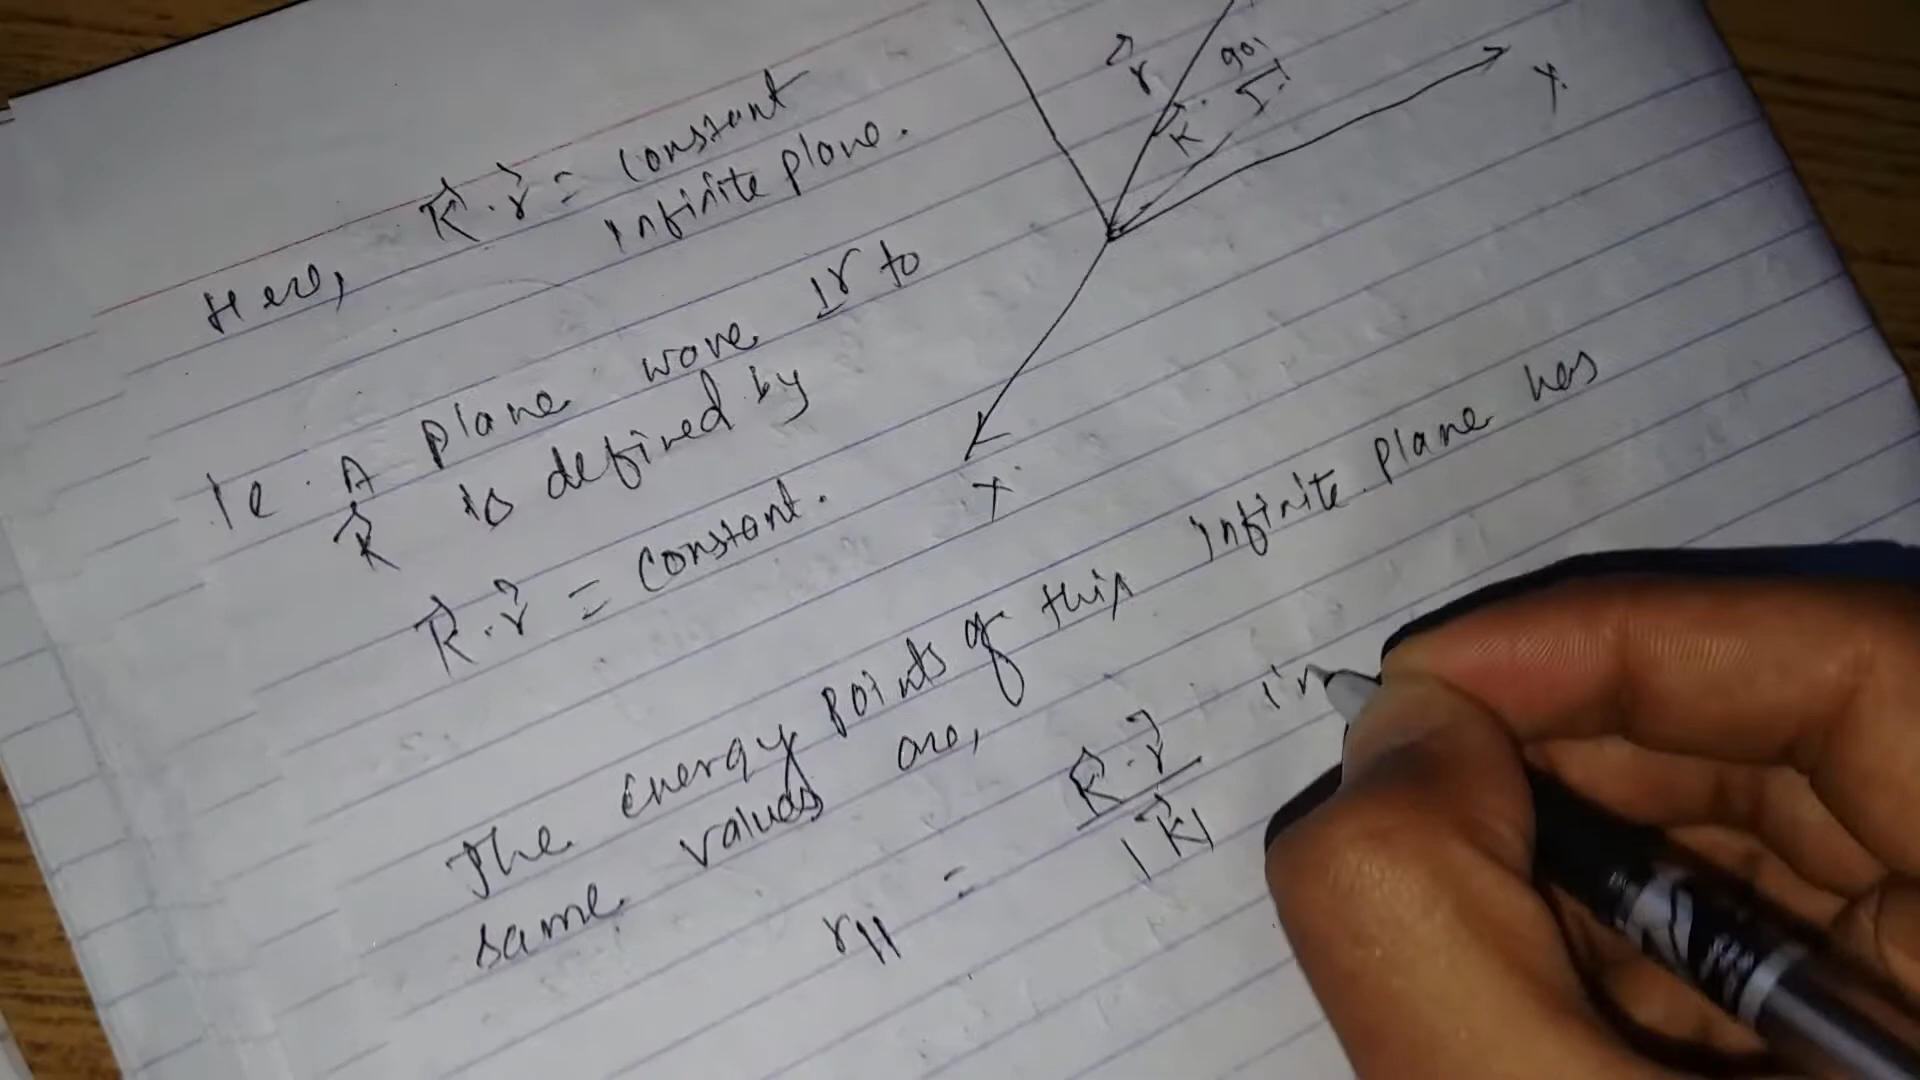 Here, K⃗.r⃗ = constant
infinite plane.
ie. A plane wave ⊥r to
K⃗ is defined by
K⃗.r⃗ = constant.
r⃗
K
90°
Y
X
The energy points of this infinite plane has
same values are,
r|| = K⃗.r⃗ / |K⃗| in